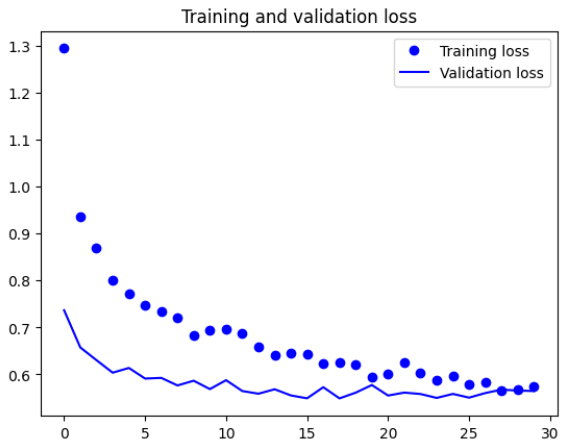 Training and validation loss
Training loss
Validation loss
1.3
1.2
1.1
1.0
0.9
0.8
0.7
0.6
0 5 10 15 20 25 30